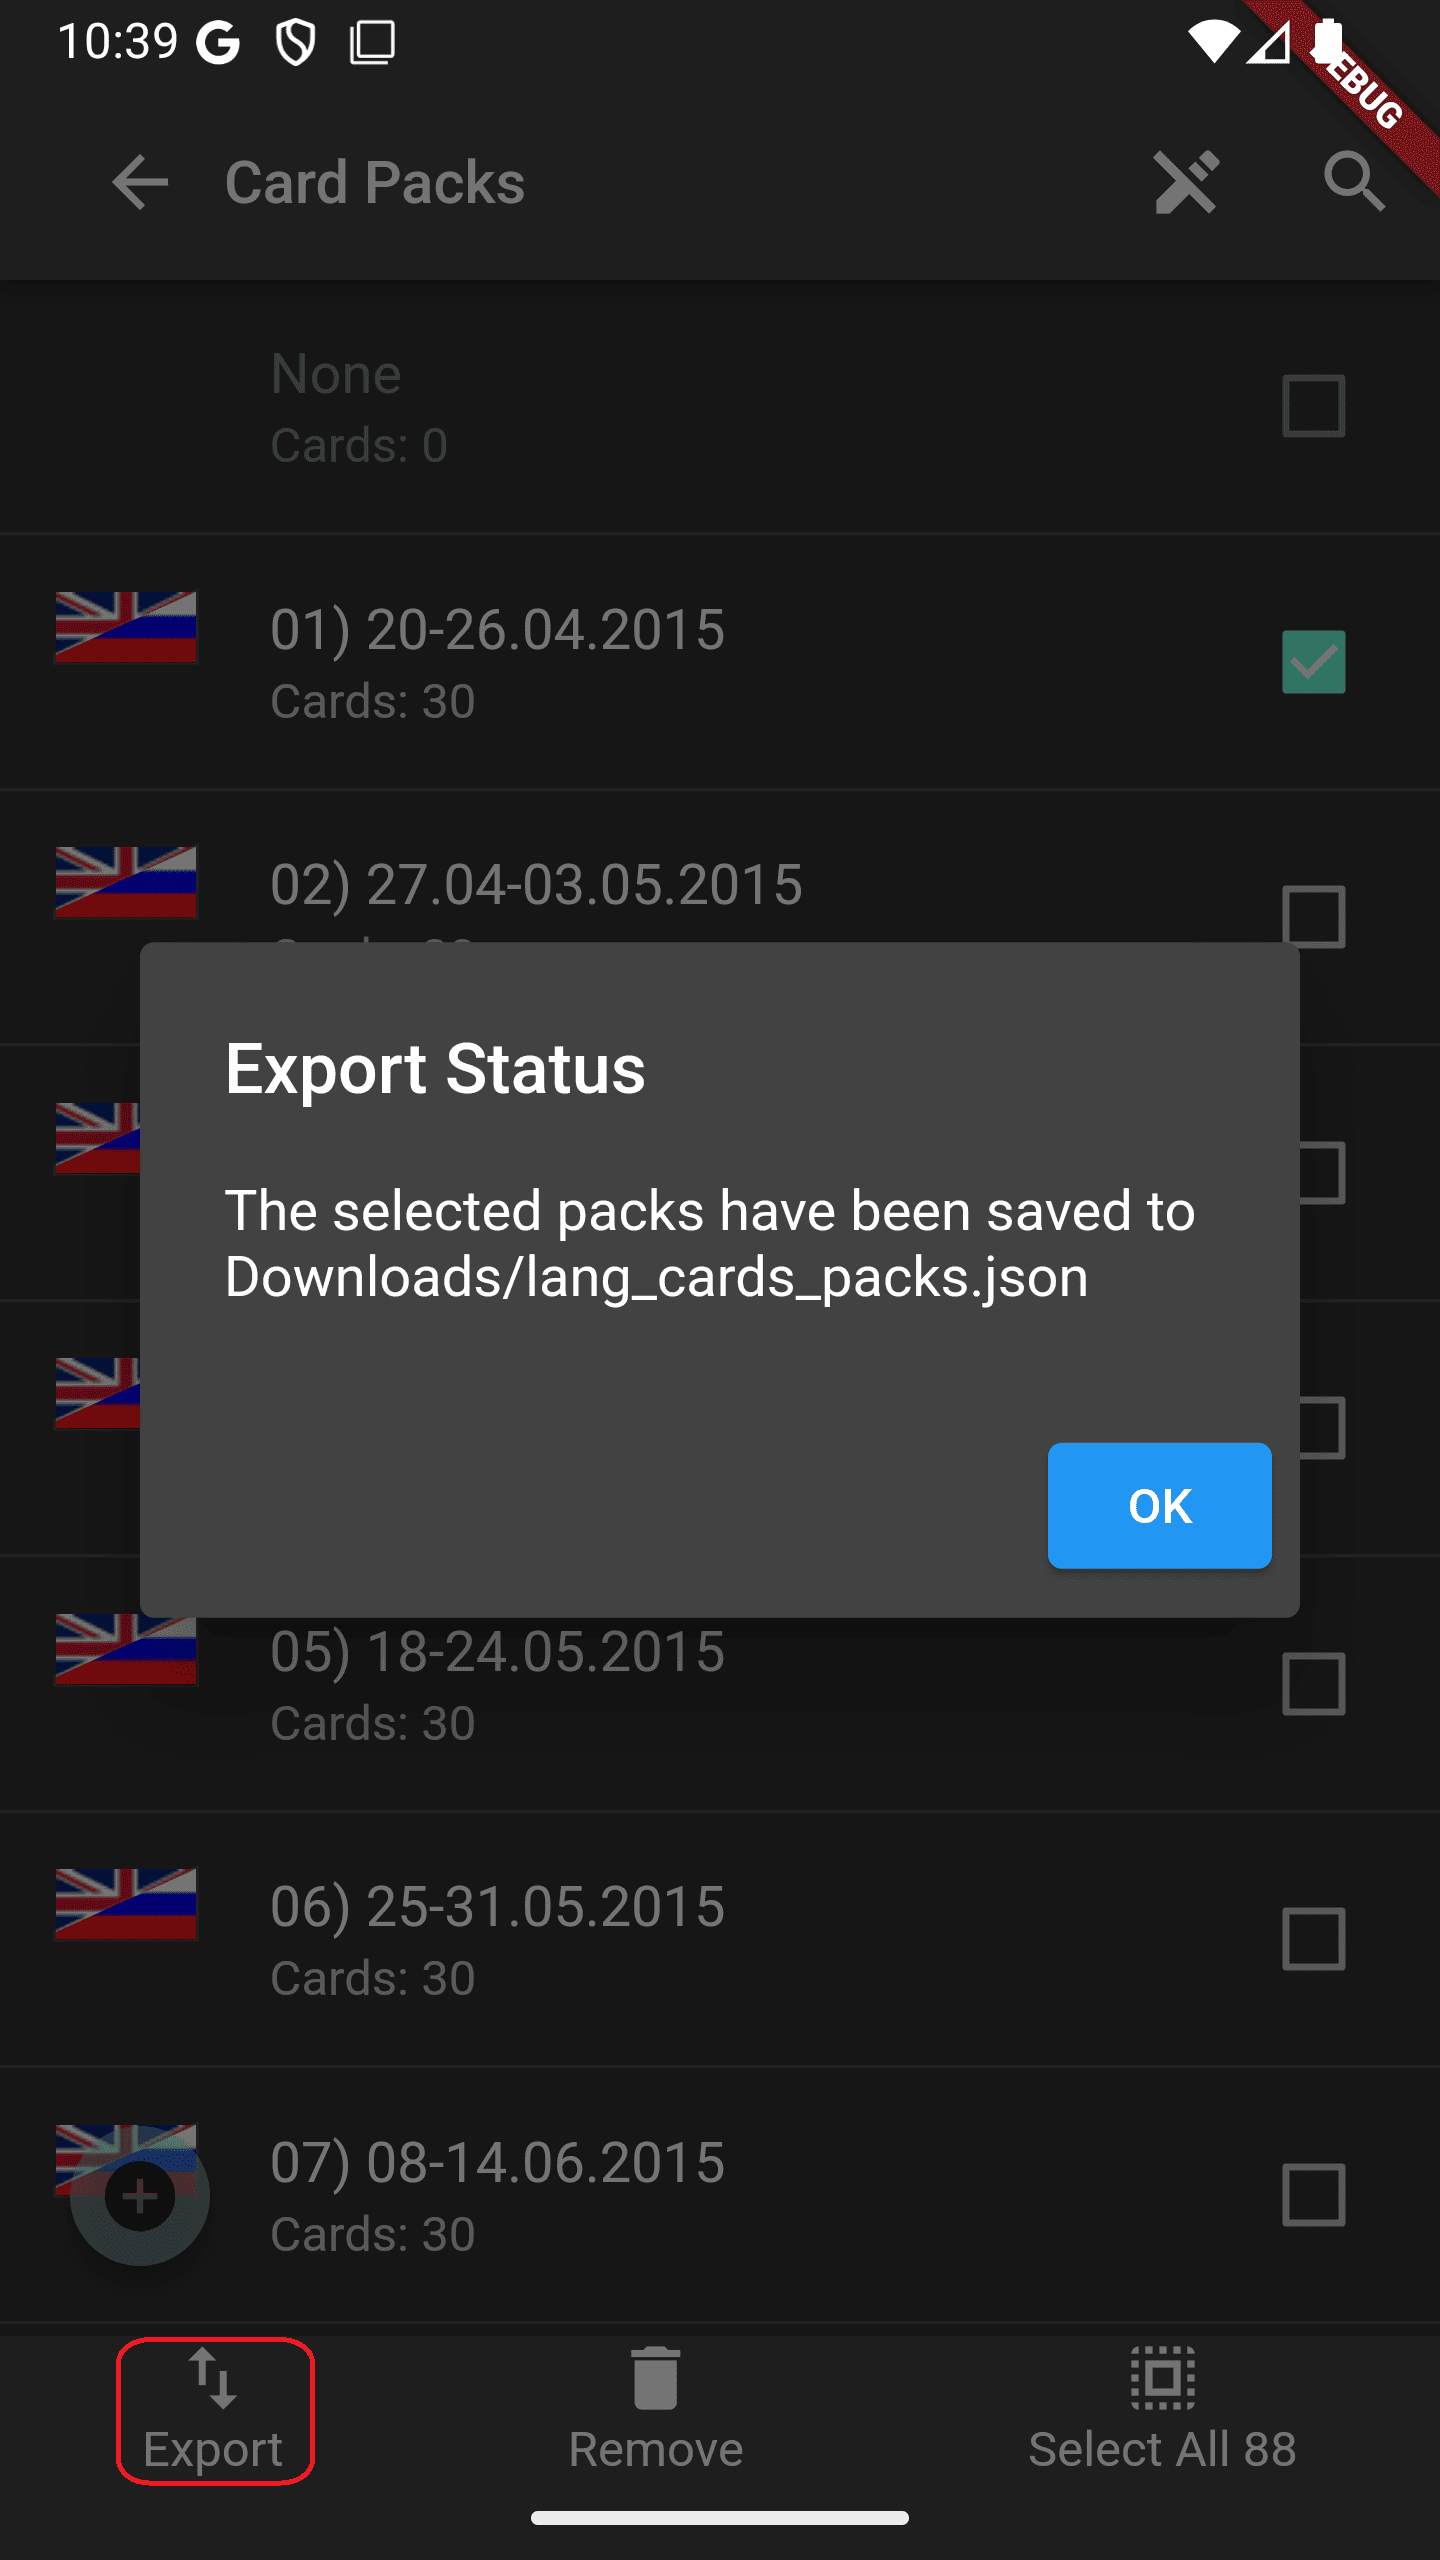 10:39
EBUG
Card Packs
None
Cards: 0
01) 20-26.04.2015
Cards: 30
02) 27.04-03.05.2015
Export Status
The selected packs have been saved to
Downloads/lang_cards_packs.json
OK
05) 18-24.05.2015
Cards: 30
06) 25-31.05.2015
Cards: 30
07) 08-14.06.2015
Cards: 30
Export
Remove
Select All 88